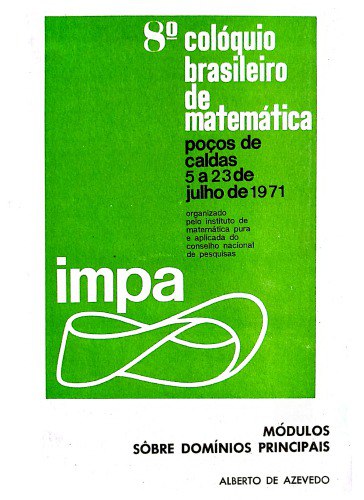 8º colóquio
brasileiro
de
matemática
poços de
caldas
5 a 23 de
julho de 1971
organizado
pelo instituto de
matemática pura
e aplicada do
conselho nacional
de pesquisas
impa
MÓDULOS
SÔBRE DOMÍNIOS PRINCIPAIS
ALBERTO DE AZEVEDO